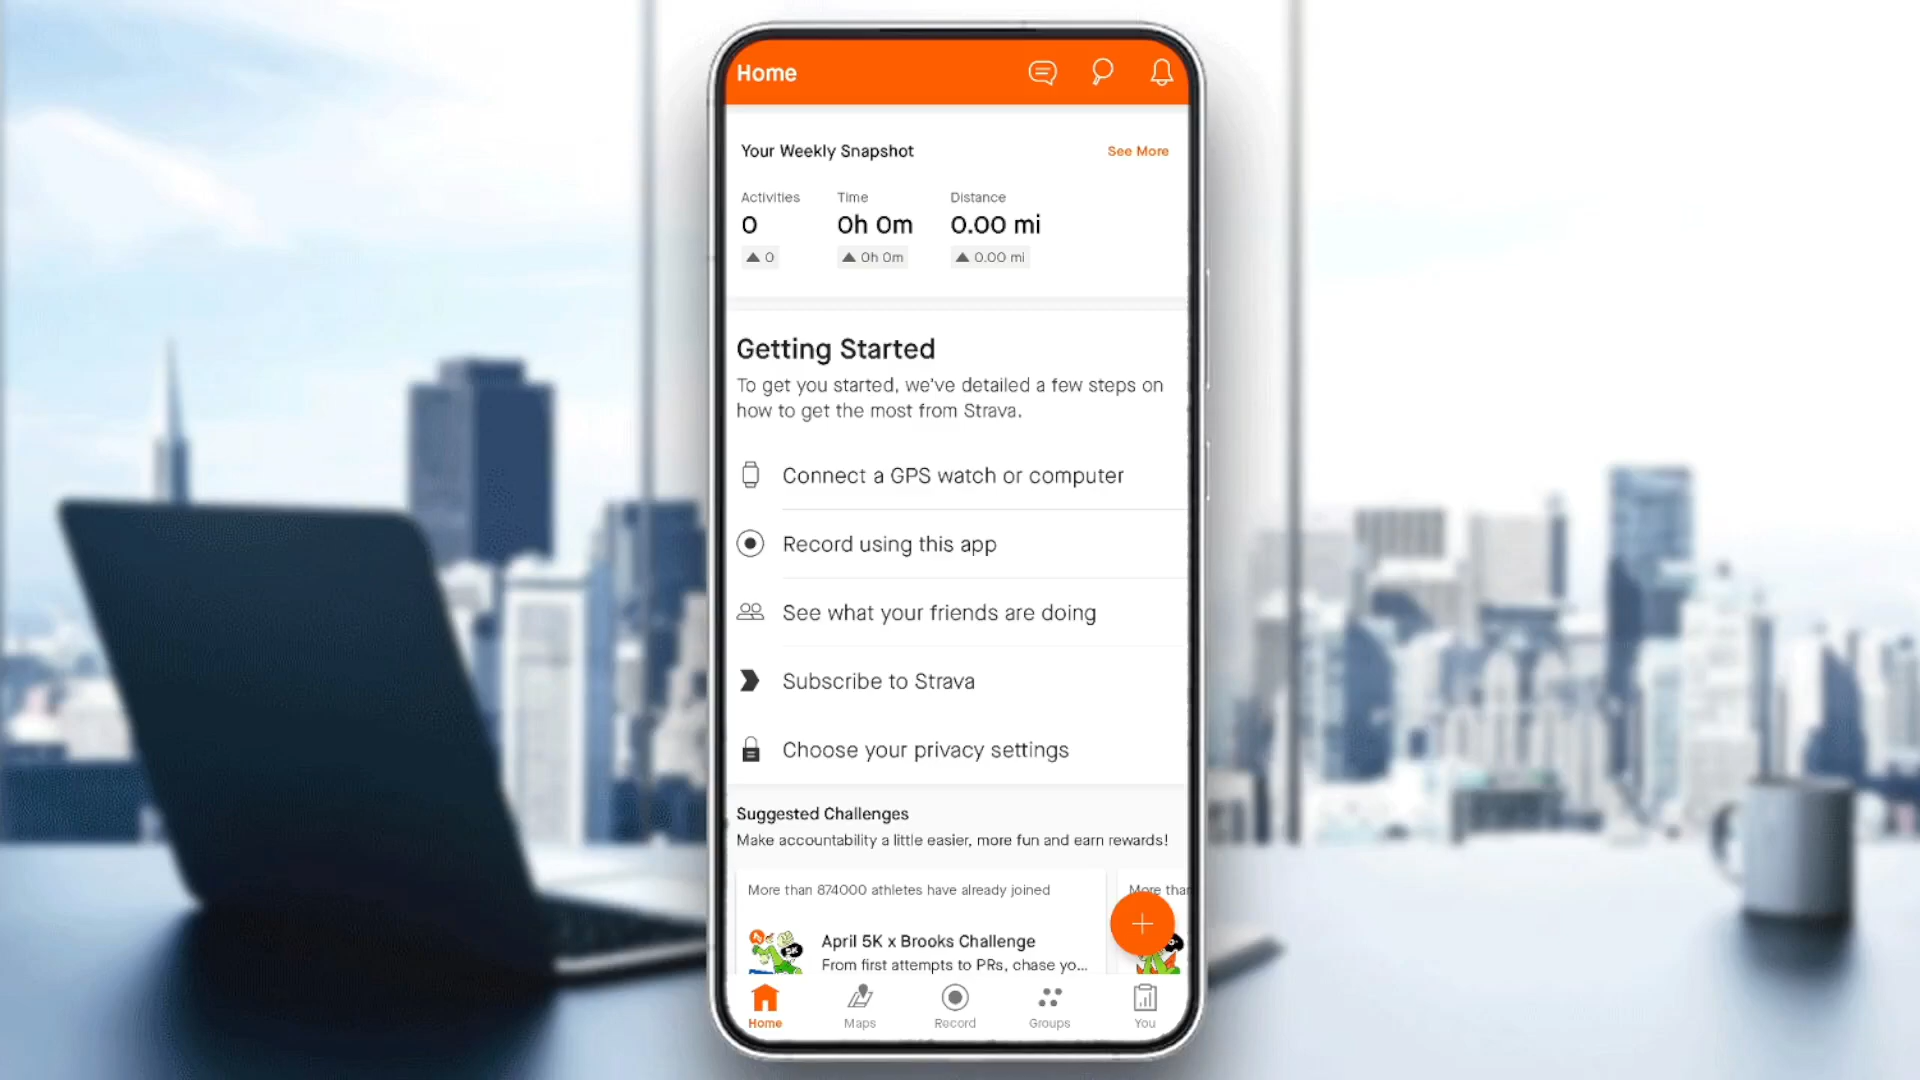 Home
Your Weekly Snapshot
See More
Activities Time Distance
0 0h 0m 0.00 mi
0 0h 0m 0.00 mi
Getting Started
To get you started, we've detailed a few steps on
how to get the most from Strava.
Connect a GPS watch or computer
Record using this app
See what your friends are doing
Subscribe to Strava
Choose your privacy settings
Suggested Challenges
Make accountability a little easier, more fun and earn rewards!
More than 874000 athletes have already joined
More than
April 5K x Brooks Challenge
From first attempts to PRs, chase yo...
Home Maps Record Groups You